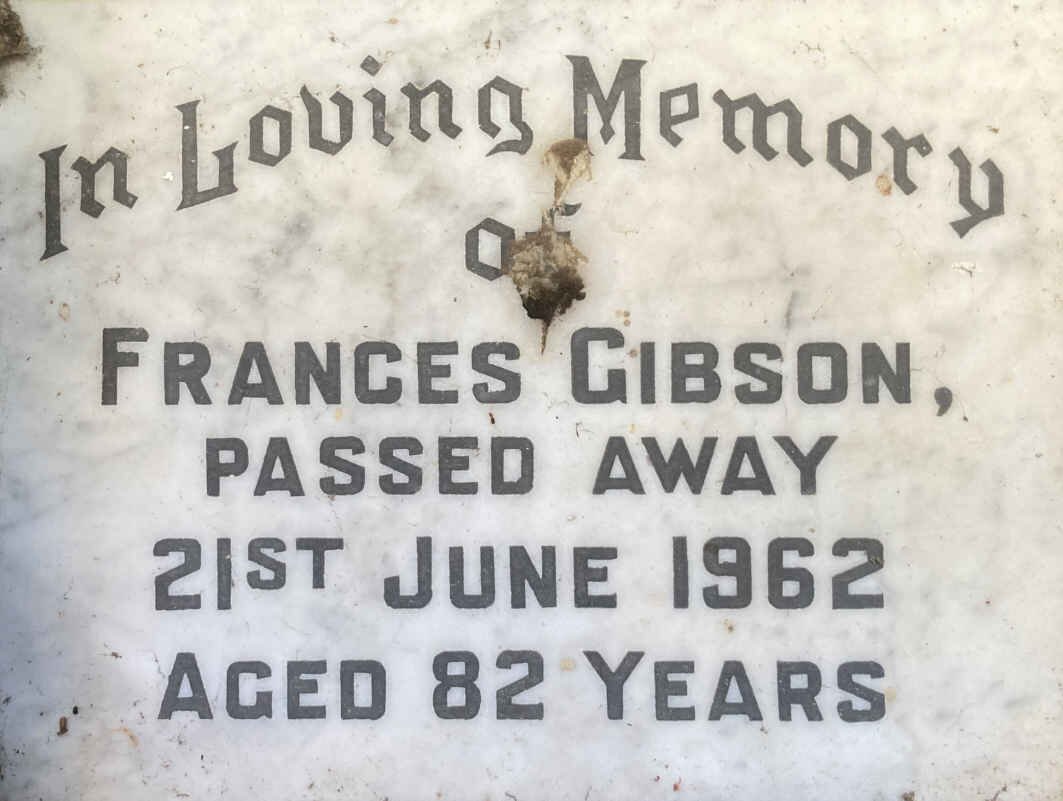 In Loving Memory
of
FRANCES GIBSON,
PASSED AWAY
21ST JUNE 1962
AGED 82 YEARS